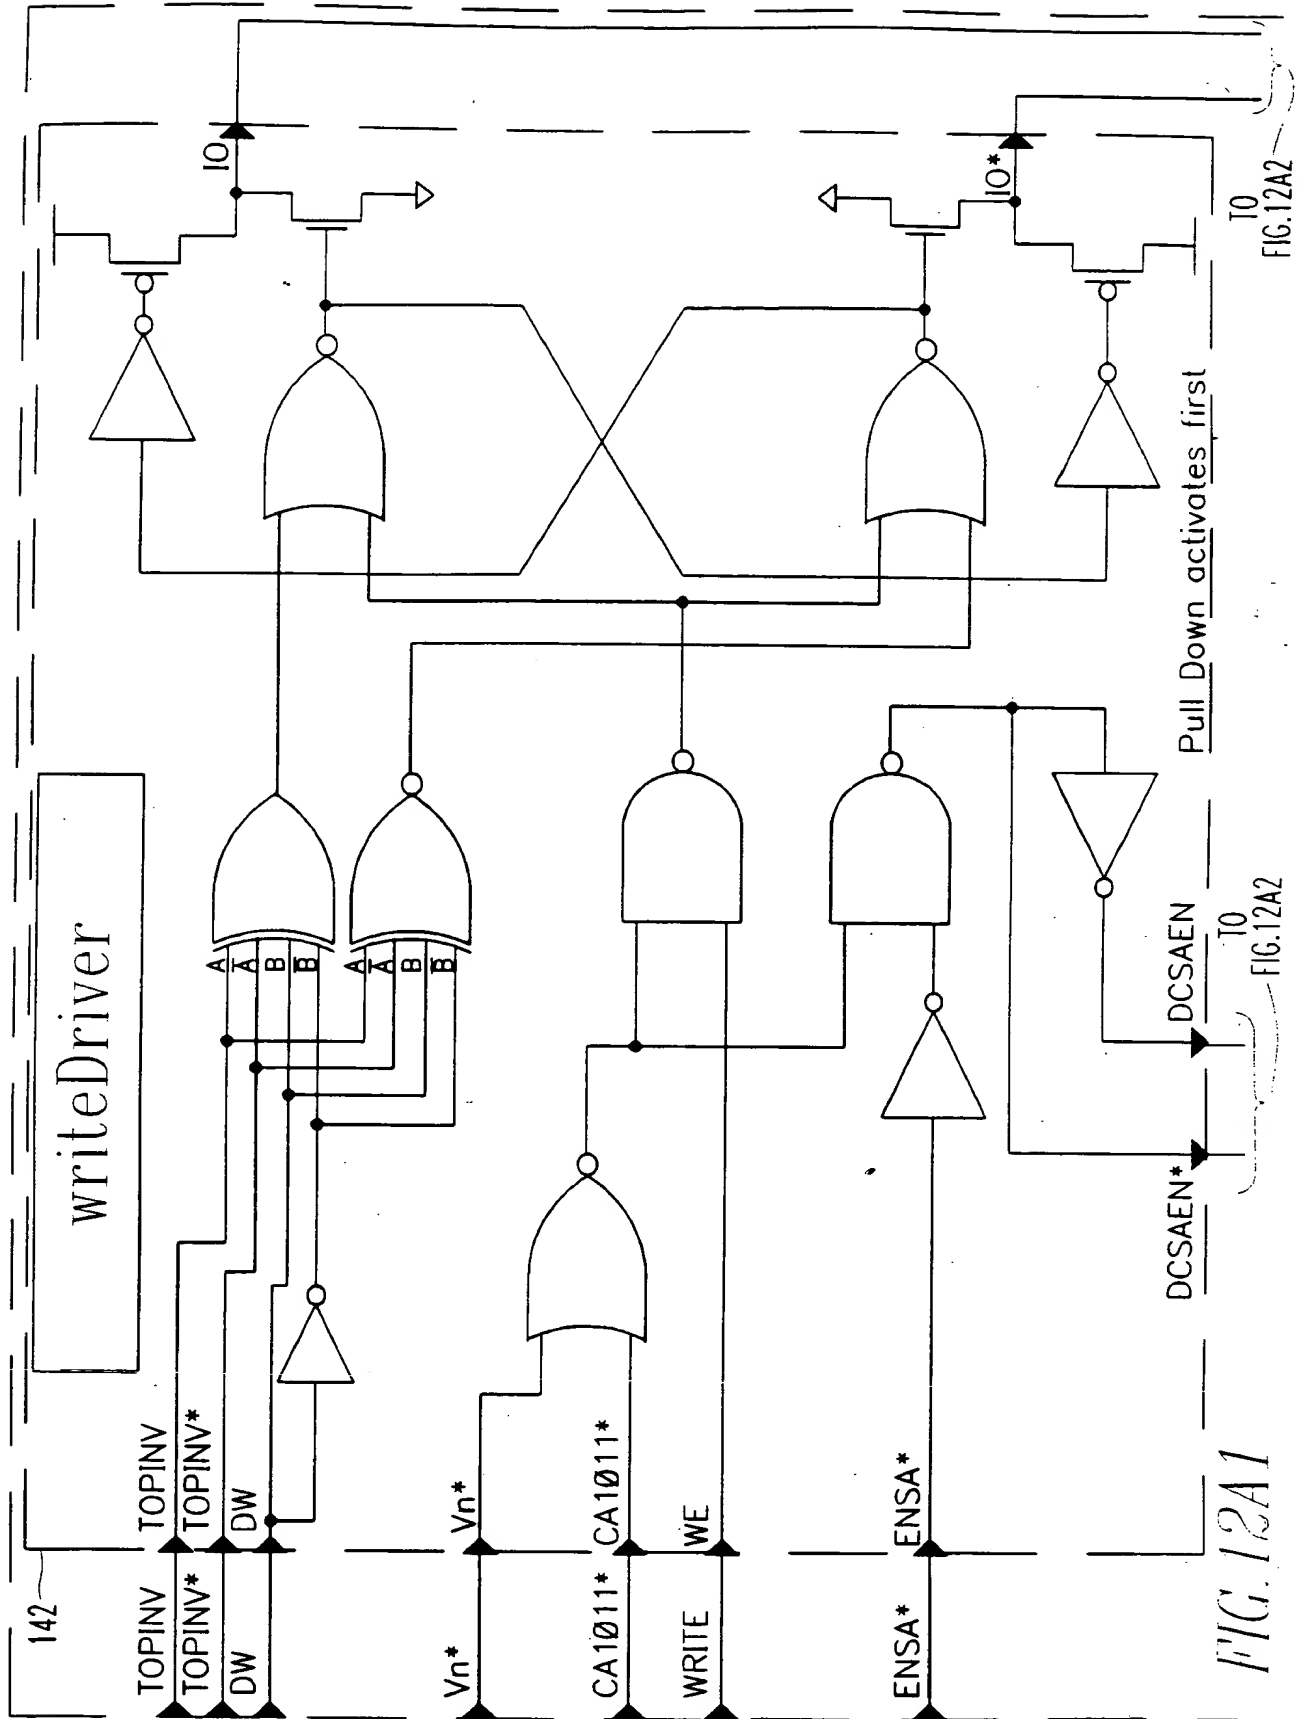 writeDriver
142
TOPINV
TOPINV
TOPINV*
TOPINV*
DW
DW
A
A
B
B
A
A
B
B
Vn*
Vn*
CA1011*
CA1011*
WRITE
WE
ENSA*
ENSA*
IO
IO*
DCSAEN*
DCSAEN
Pull Down activates first
TO
FIG.12A2
TO
FIG.12A2
FIG. 12A1